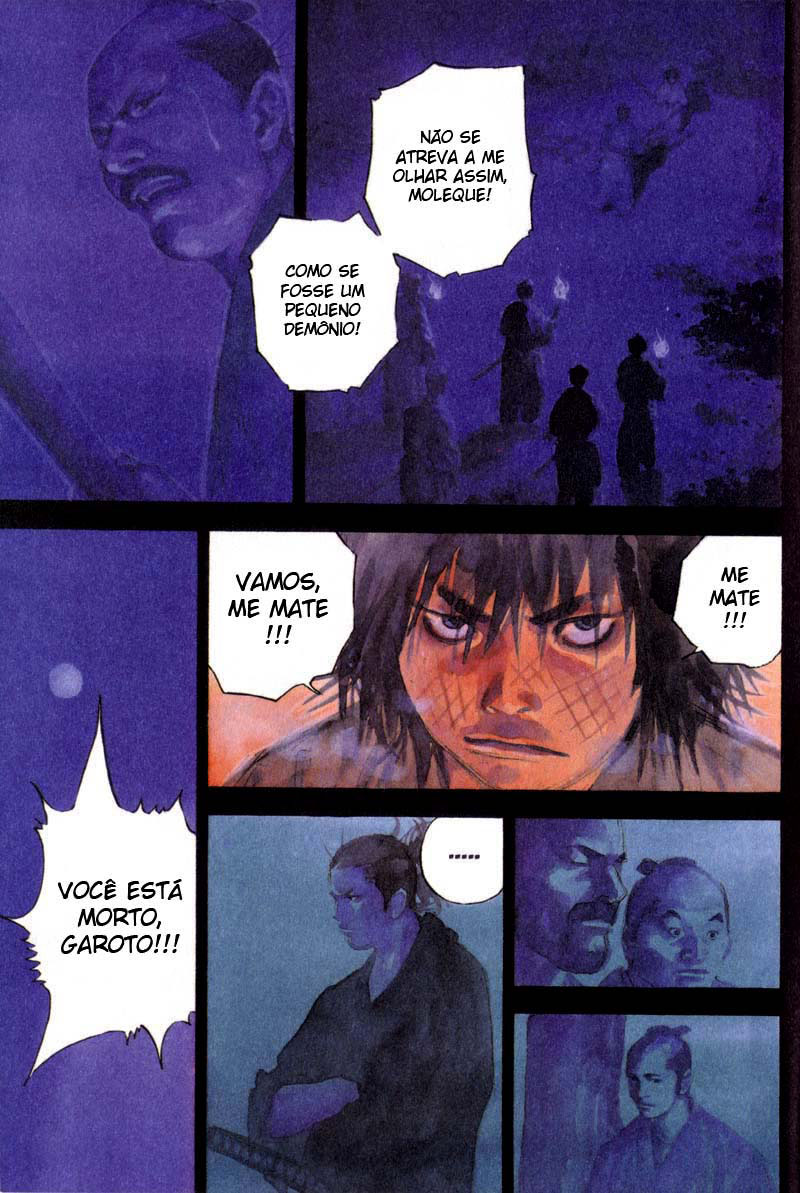 NÃO SE
ATREVA A ME
OLHAR ASSIM,
MOLEQUE!
COMO SE
FOSSE UM
PEQUENO
DEMÔNIO!
ME
MATE
!!!
VAMOS,
ME MATE
!!!
VOCÊ ESTÁ
MORTO,
GAROTO!!!
......